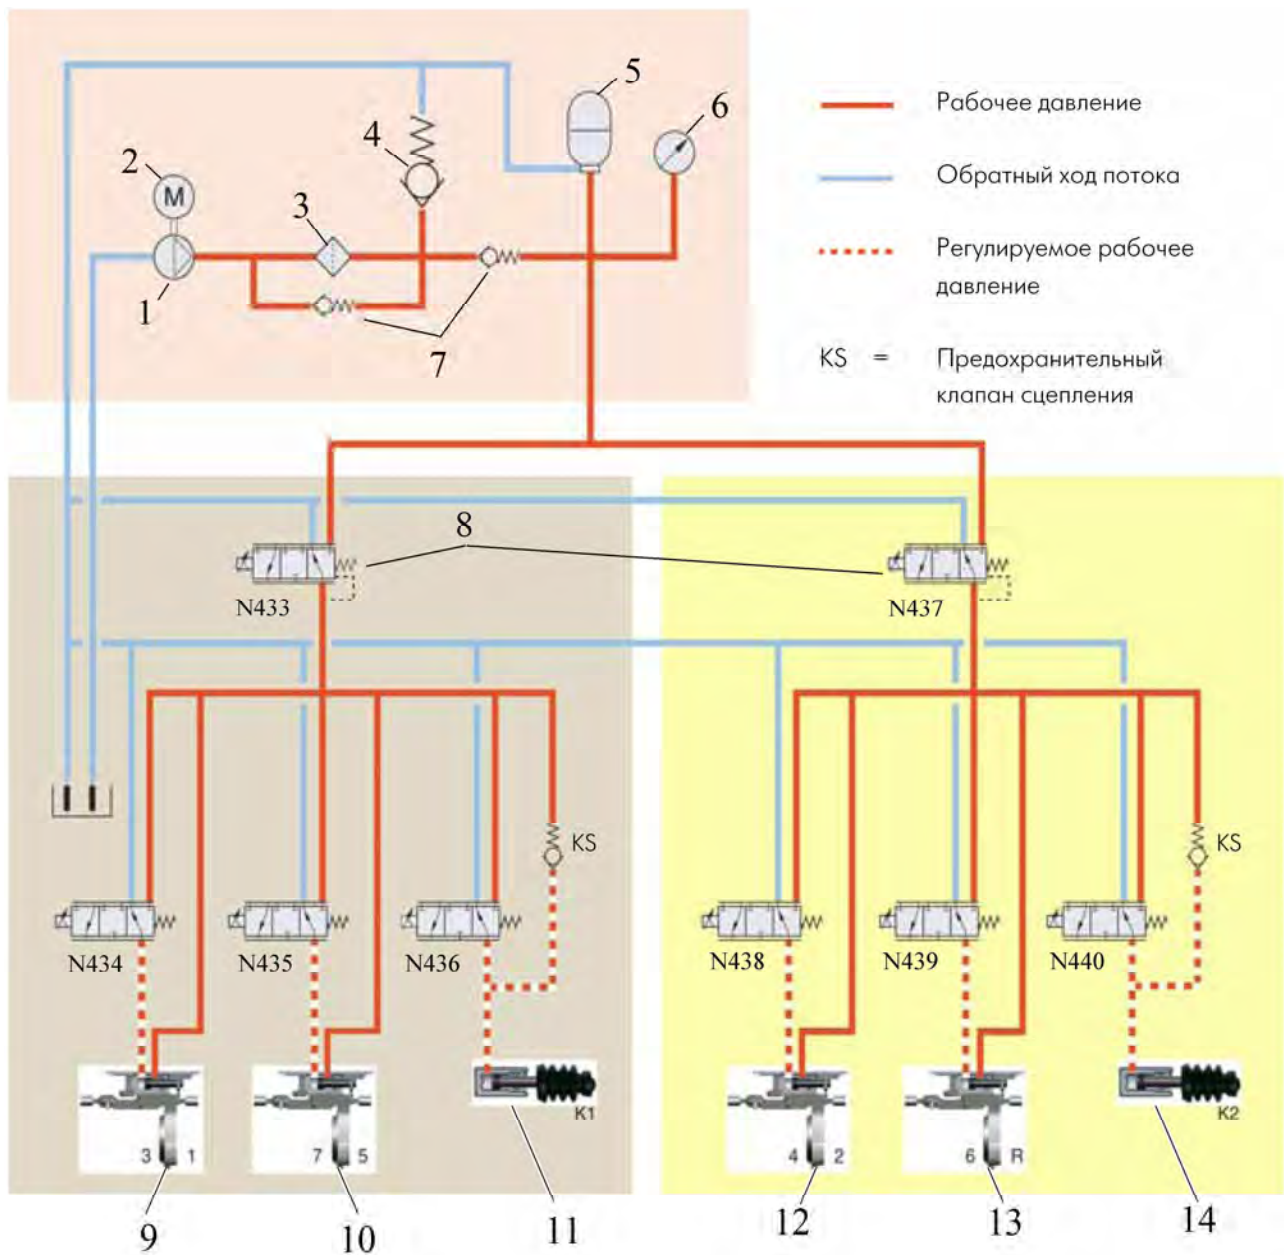 5
6
4
2
M
3
1
7
Рабочее давление
Обратный ход потока
Регулируемое рабочее
давление
KS = Предохранительный
клапан сцепления
8
N433
N437
KS
KS
N434
N435
N436
N438
N439
N440
3 1
7 5
K1
4 2
6 R
K2
9
10
11
12
13
14